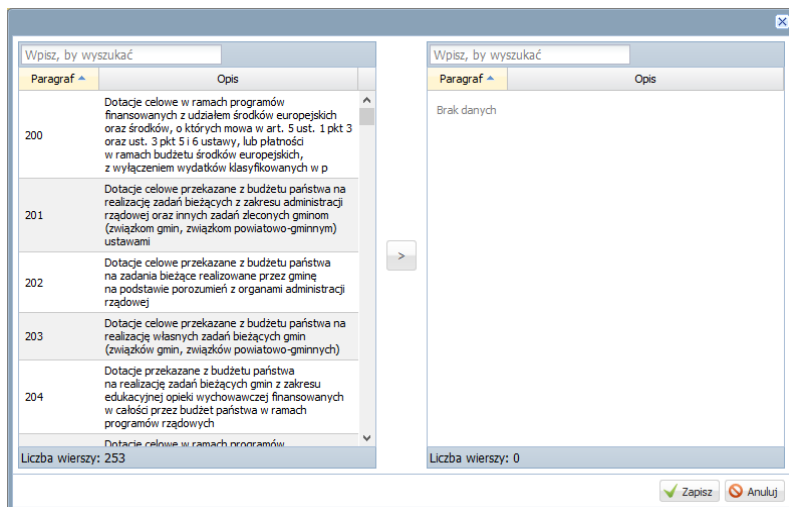 Wpisz, by wyszukać
Paragraf Opis
200
Dotacje celowe w ramach programów
finansowanych z udziałem środków europejskich
oraz środków, o których mowa w art. 5 ust. 1 pkt 3
oraz ust. 3 pkt 5 i 6 ustawy, lub płatności
w ramach budżetu środków europejskich,
z wyłączeniem wydatków klasyfikowanych w p
201
Dotacje celowe przekazane z budżetu państwa na
realizację zadań bieżących z zakresu administracji
rządowej oraz innych zadań zleconych gminom
(związkom gmin, związkom powiatowo-gminnym)
ustawami
202
Dotacje celowe przekazane z budżetu państwa
na zadania bieżące realizowane przez gminę
na podstawie porozumień z organami administracji
rządowej
203
Dotacje celowe przekazane z budżetu państwa na
realizację własnych zadań bieżących gmin
(związków gmin, związków powiatowo-gminnych)
204
Dotacje przekazane z budżetu państwa
na realizację zadań bieżących gmin z zakresu
edukacyjnej opieki wychowawczej finansowanych
w całości przez budżet państwa w ramach
programów rządowych
Dotacje celowe w ramach programów
Liczba wierszy: 253
>
Wpisz, by wyszukać
Paragraf Opis
Brak danych
Liczba wierszy: 0
Zapisz Anuluj